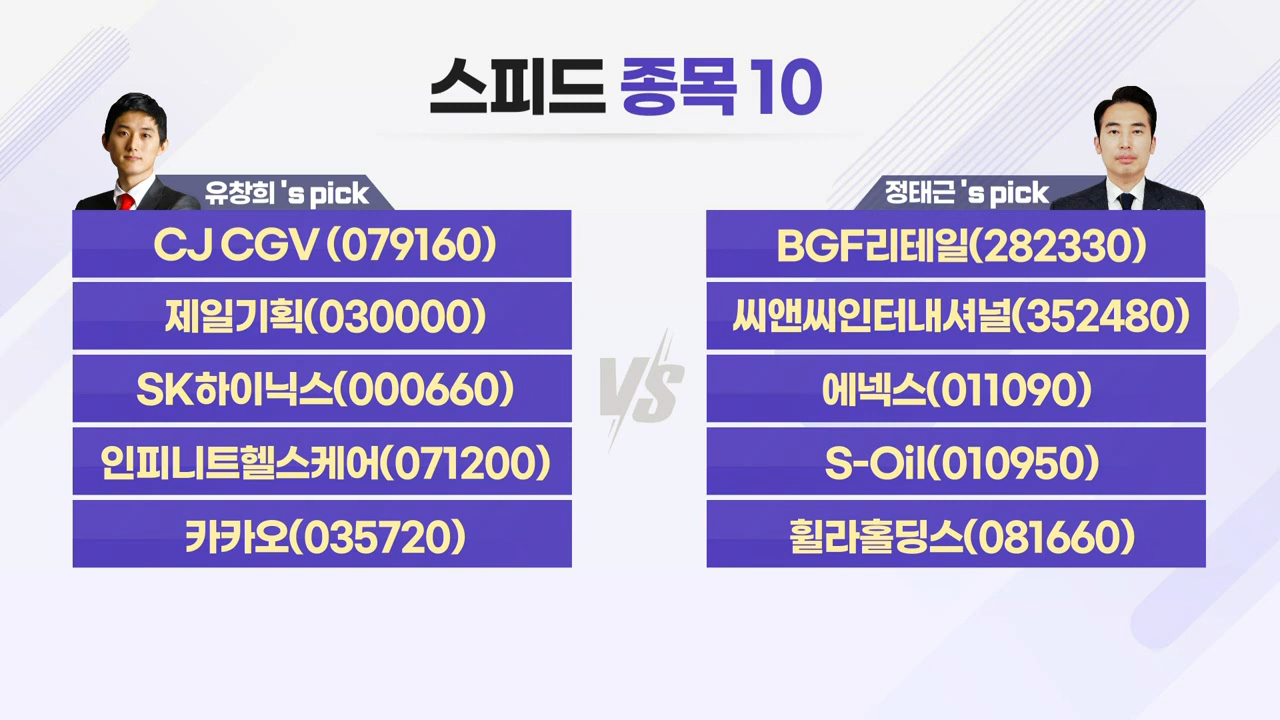 스피드 종목 10
유창희 's pick
CJ CGV (079160)
제일기획(030000)
SK하이닉스(000660)
인피니트헬스케어(071200)
카카오(035720)
VS
정태근 's pick
BGF리테일(282330)
씨앤씨인터내셔널(352480)
에넥스(011090)
S-Oil(010950)
휠라홀딩스(081660)